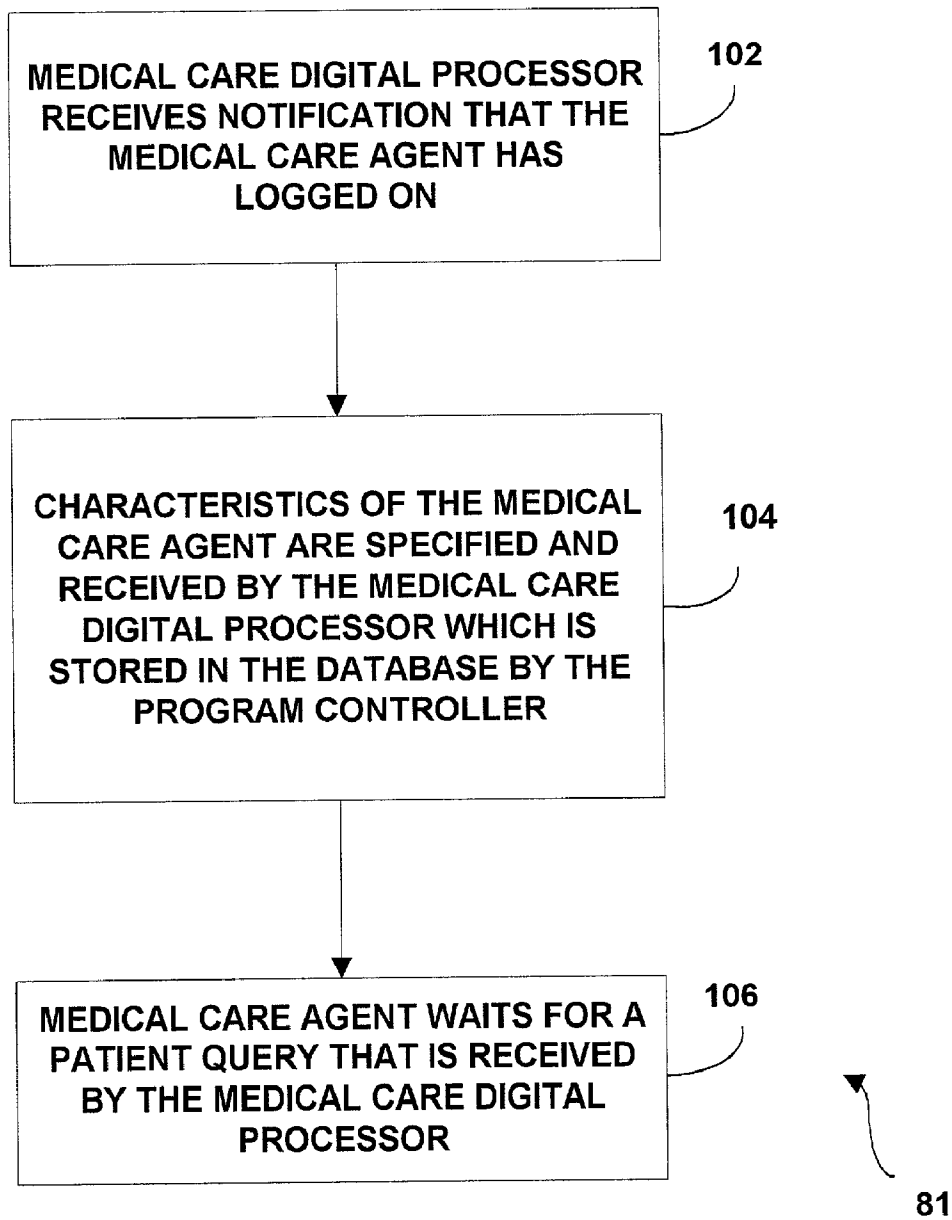 MEDICAL CARE DIGITAL PROCESSOR
RECEIVES NOTIFICATION THAT THE
MEDICAL CARE AGENT HAS
LOGGED ON
102
CHARACTERISTICS OF THE MEDICAL
CARE AGENT ARE SPECIFIED AND
RECEIVED BY THE MEDICAL CARE
DIGITAL PROCESSOR WHICH IS
STORED IN THE DATABASE BY THE
PROGRAM CONTROLLER
104
MEDICAL CARE AGENT WAITS FOR A
PATIENT QUERY THAT IS RECEIVED
BY THE MEDICAL CARE DIGITAL
PROCESSOR
106
81